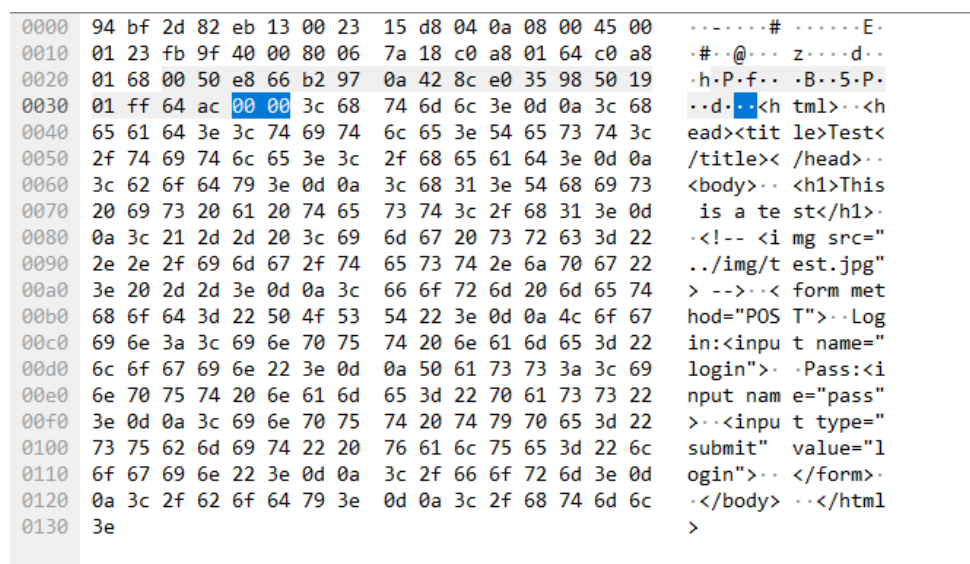 0000 94 bf 2d 82 eb 13 00 23 15 d8 04 0a 08 00 45 00 ··-····# ······E·
0010 01 23 fb 9f 40 00 80 06 7a 18 c0 a8 01 64 c0 a8 ·#··@··· z····d··
0020 01 68 00 50 e8 66 b2 97 0a 42 8c e0 35 98 50 19 ·h·P·f·· ·B··5·P·
0030 01 ff 64 ac 00 00 3c 68 74 6d 6c 3e 0d 0a 3c 68 ··d···<h tml>··<h
0040 65 61 64 3e 3c 74 69 74 6c 65 3e 54 65 73 74 3c ead><tit le>Test<
0050 2f 74 69 74 6c 65 3e 3c 2f 68 65 61 64 3e 0d 0a /title>< /head>··
0060 3c 62 6f 64 79 3e 0d 0a 3c 68 31 3e 54 68 69 73 <body>·· <h1>This
0070 20 69 73 20 61 20 74 65 73 74 3c 2f 68 31 3e 0d  is a te st</h1>·
0080 0a 3c 21 2d 2d 20 3c 69 6d 67 20 73 72 63 3d 22 ·<!-- <i mg src="
0090 2e 2e 2f 69 6d 67 2f 74 65 73 74 2e 6a 70 67 22 ../img/t est.jpg"
00a0 3e 20 2d 2d 3e 0d 0a 3c 66 6f 72 6d 20 6d 65 74 > -->··< form met
00b0 68 6f 64 3d 22 50 4f 53 54 22 3e 0d 0a 4c 6f 67 hod="POS T">··Log
00c0 69 6e 3a 3c 69 6e 70 75 74 20 6e 61 6d 65 3d 22 in:<inpu t name="
00d0 6c 6f 67 69 6e 22 3e 0d 0a 50 61 73 73 3a 3c 69 login">· ·Pass:<i
00e0 6e 70 75 74 20 6e 61 6d 65 3d 22 70 61 73 73 22 nput nam e="pass"
00f0 3e 0d 0a 3c 69 6e 70 75 74 20 74 79 70 65 3d 22 >··<inpu t type="
0100 73 75 62 6d 69 74 22 20 76 61 6c 75 65 3d 22 6c submit"  value="l
0110 6f 67 69 6e 22 3e 0d 0a 3c 2f 66 6f 72 6d 3e 0d ogin">·· </form>·
0120 0a 3c 2f 62 6f 64 79 3e 0d 0a 3c 2f 68 74 6d 6c ·</body> ··</html
0130 3e >